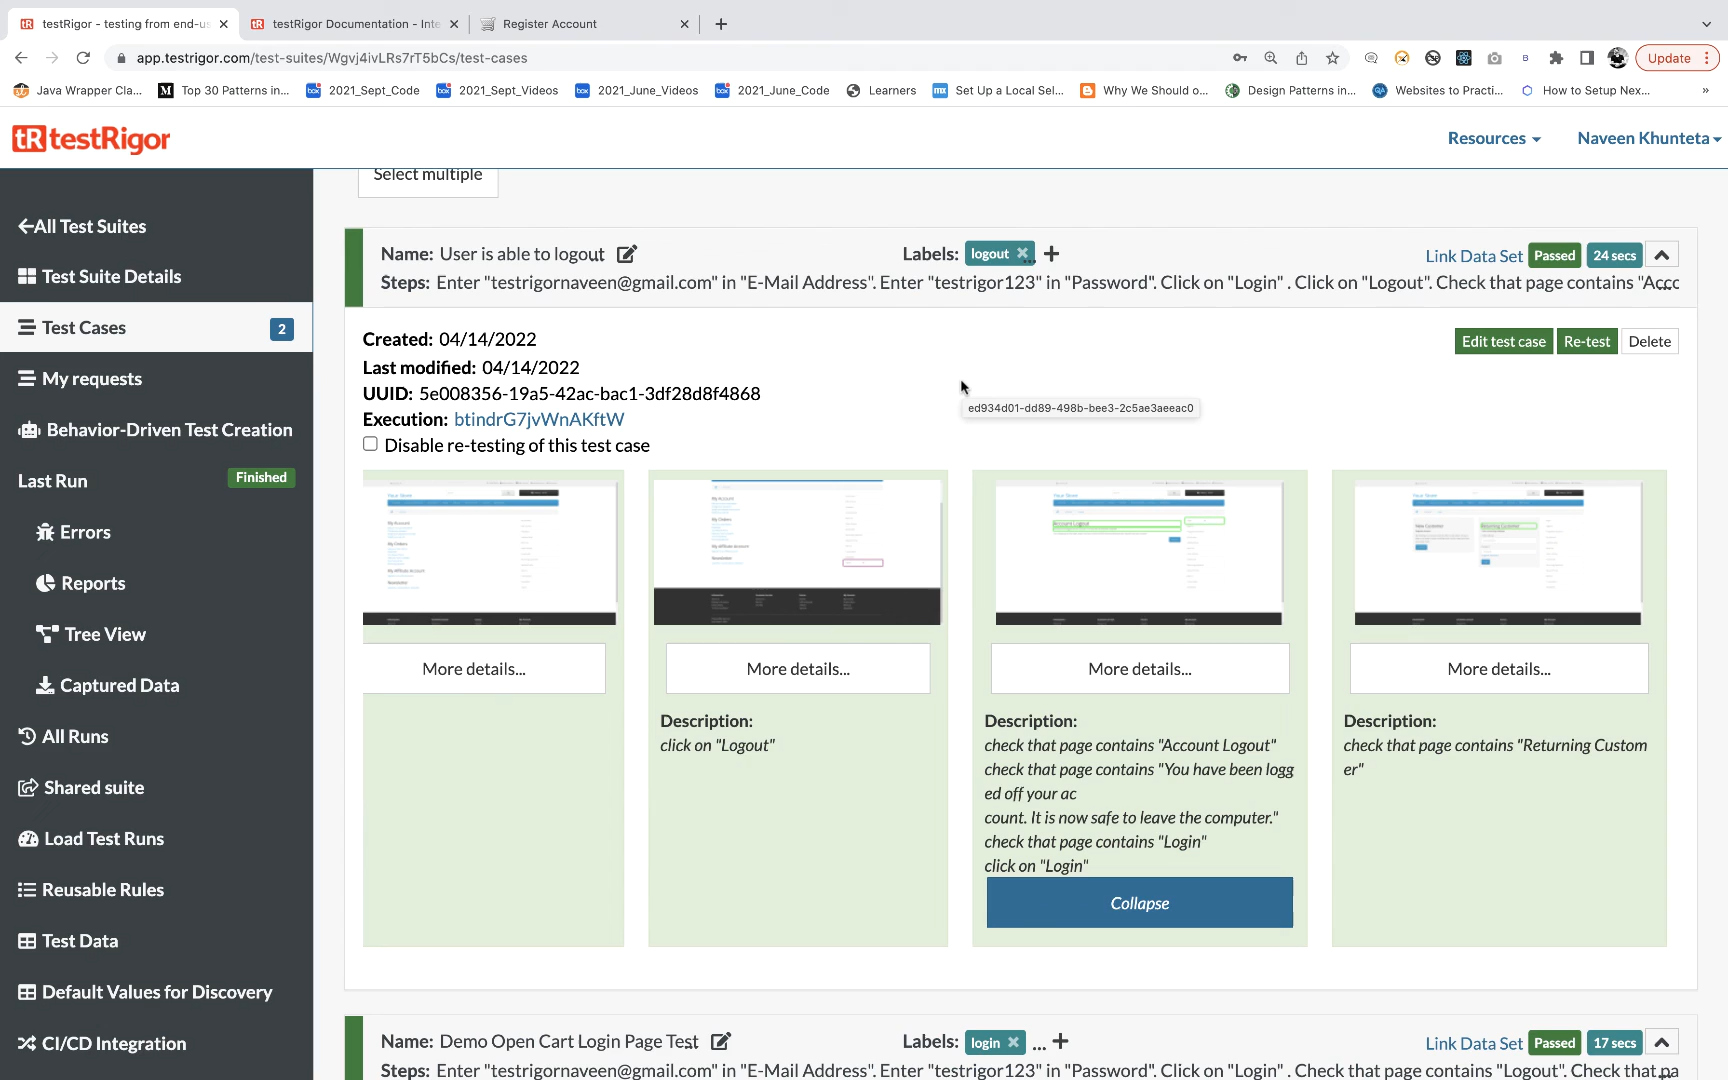 testRigor - testing from end-us
testRigor Documentation - Inte
Register Account
app.testrigor.com/test-suites/Wgvj4ivLRs7rT5bCs/test-cases
Update
Java Wrapper Cla...
Top 30 Patterns in...
2021_Sept_Code
2021_Sept_Videos
2021_June_Videos
2021_June_Code
Learners
Set Up a Local Sel...
Why We Should o...
Design Patterns in...
Websites to Practi...
How to Setup Nex...
»
tR testRigor
Resources
Naveen Khunteta
All Test Suites
Test Suite Details
Test Cases 2
My requests
Behavior-Driven Test Creation
Last Run Finished
Errors
Reports
Tree View
Captured Data
All Runs
Shared suite
Load Test Runs
Reusable Rules
Test Data
Default Values for Discovery
CI/CD Integration
Select multiple
Name: User is able to logout
Labels: logout
Link Data Set Passed 24 secs
Steps: Enter "testrigornaveen@gmail.com" in "E-Mail Address". Enter "testrigor123" in "Password". Click on "Login" . Click on "Logout". Check that page contains "Acco
Created: 04/14/2022
Last modified: 04/14/2022
UUID: 5e008356-19a5-42ac-bac1-3df28d8f4868
Execution: btindrG7jvWnAKftW
Disable re-testing of this test case
Edit test case Re-test Delete
ed934d01-dd89-498b-bee3-2c5ae3aeeac0
More details...
More details...
Description:
click on "Logout"
More details...
Description:
check that page contains "Account Logout"
check that page contains "You have been logg
ed off your ac
count. It is now safe to leave the computer."
check that page contains "Login"
click on "Login"
Collapse
More details...
Description:
check that page contains "Returning Custom
er"
Name: Demo Open Cart Login Page Test
Labels: login ...
Link Data Set Passed 17 secs
Steps: Enter "testrigornaveen@gmail.com" in "E-Mail Address". Enter "testrigor123" in "Password". Click on "Login" . Check that page contains "Logout". Check that pa